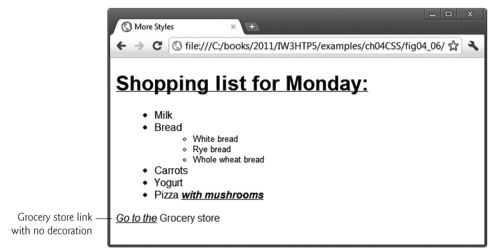 More Styles
file:///C:/books/2011/IW3HTP5/examples/ch04CSS/fig04_06/
Shopping list for Monday:
Milk
Bread
White bread
Rye bread
Whole wheat bread
Carrots
Yogurt
Pizza with mushrooms
Go to the Grocery store
Grocery store link
with no decoration